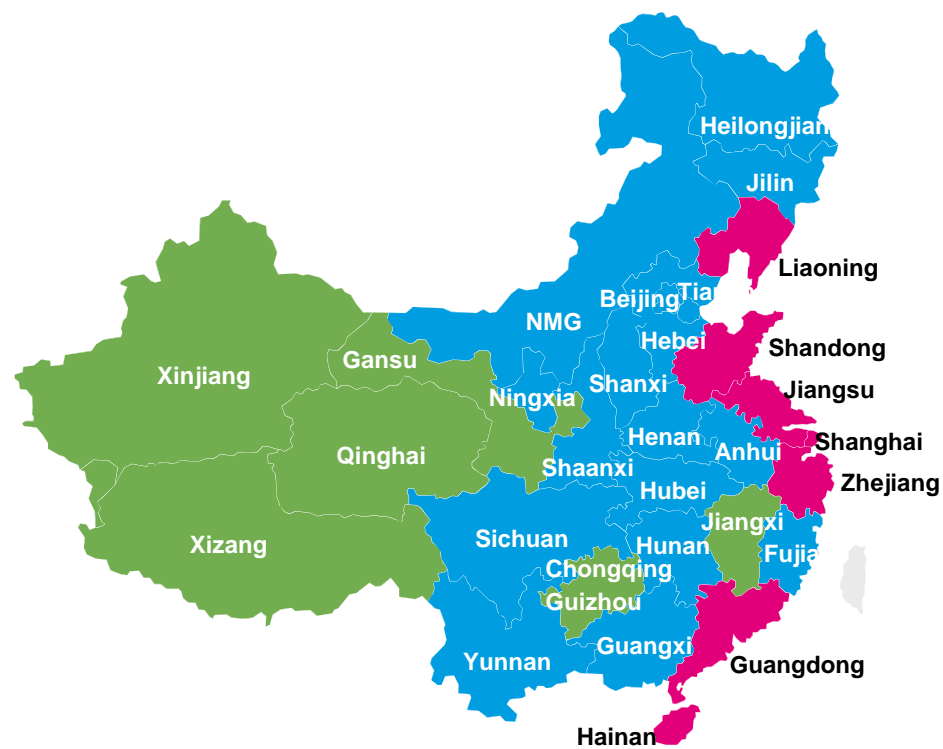 Heilongjian
Jilin
Liaoning
Beijing
Tia
NMG
Hebei
Shandong
Gansu
Xinjiang
Shanxi
Jiangsu
Ningxia
Henan
Shanghai
Anhui
Qinghai
Shaanxi
Zhejiang
Hubei
Jiangxi
Xizang
Sichuan
Hunan
Fujia
Chongqing
Guizhou
Guangxi
Yunnan
Guangdong
Hainan